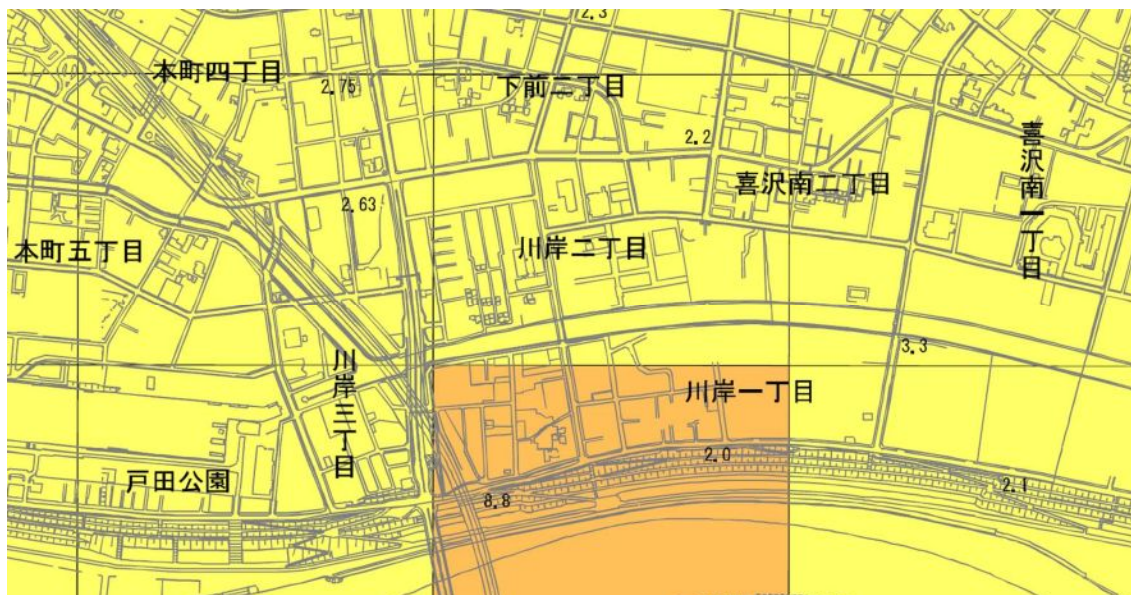 2.3
本町四丁目
2.75
下前二丁目
2.2
喜沢南一丁目
喜沢南二丁目
2.63
本町五丁目
川岸二丁目
3.3
川岸三丁目
川岸一丁目
2.0
戸田公園
8.8
2.1